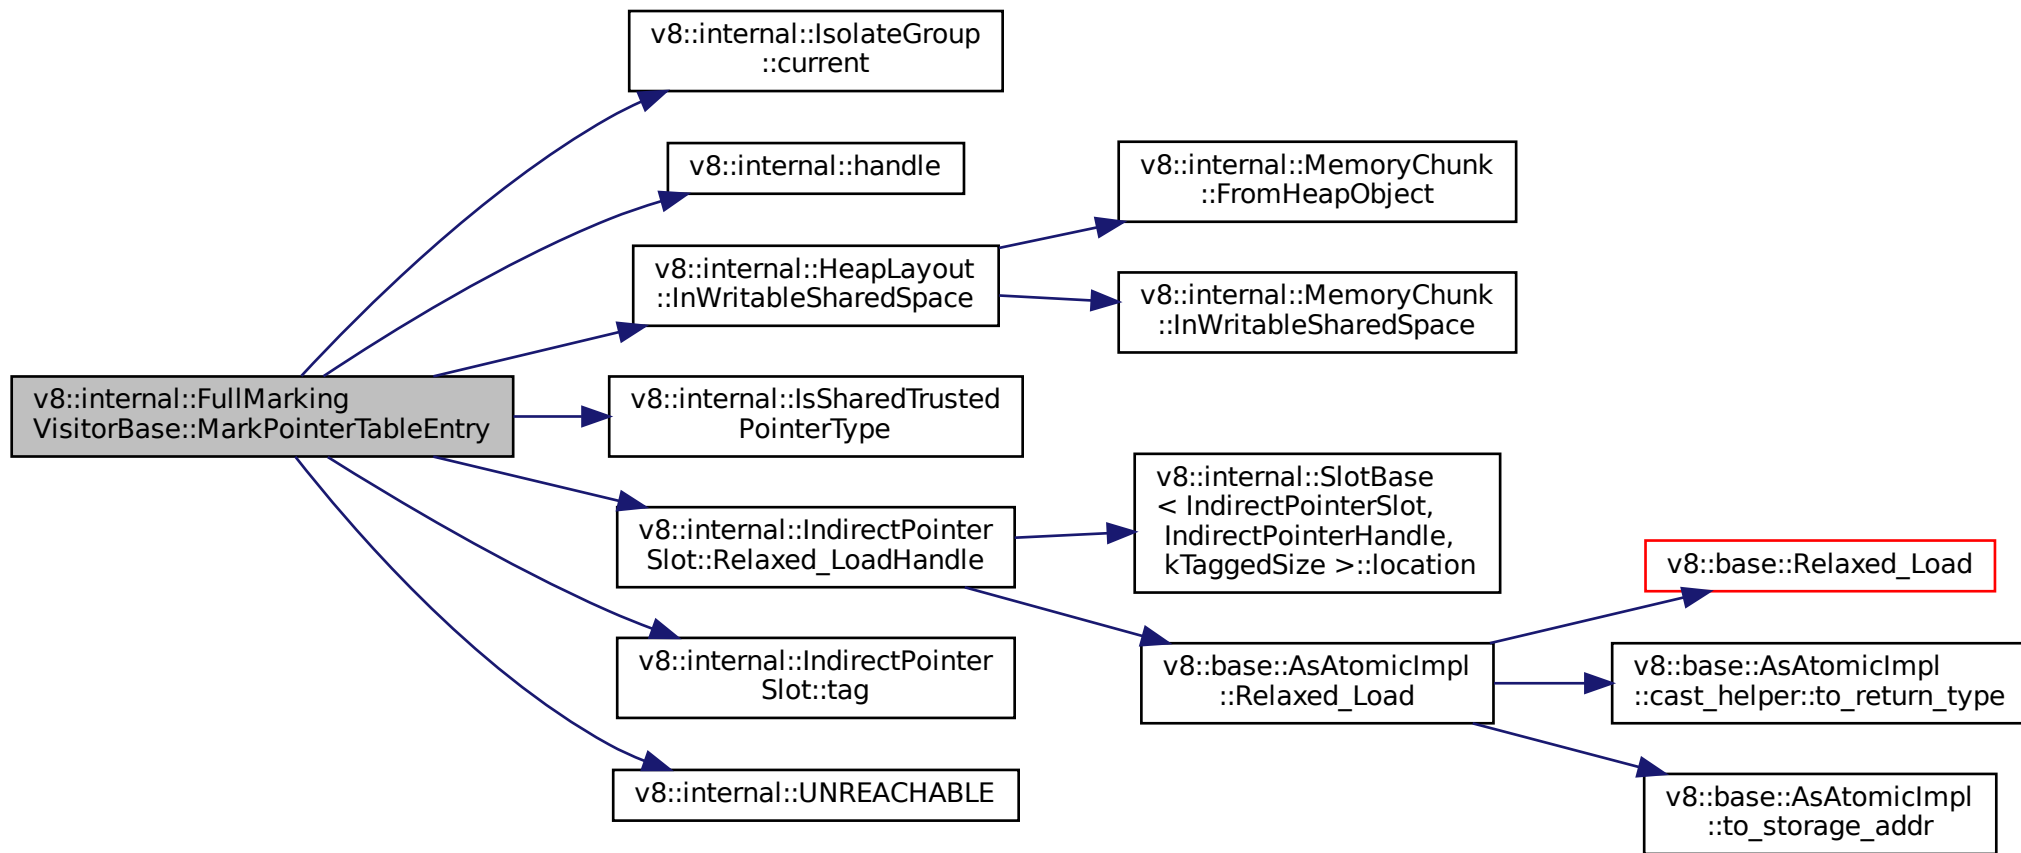 v8::internal::IsolateGroup
::current
v8::internal::handle
v8::internal::MemoryChunk
::FromHeapObject
v8::internal::HeapLayout
::InWritableSharedSpace
v8::internal::MemoryChunk
::InWritableSharedSpace
v8::internal::FullMarking
VisitorBase::MarkPointerTableEntry
v8::internal::IsSharedTrusted
PointerType
v8::internal::SlotBase
< IndirectPointerSlot,
IndirectPointerHandle,
kTaggedSize >::location
v8::internal::IndirectPointer
Slot::Relaxed_LoadHandle
v8::base::Relaxed_Load
v8::internal::IndirectPointer
Slot::tag
v8::base::AsAtomicImpl
::Relaxed_Load
v8::base::AsAtomicImpl
::cast_helper::to_return_type
v8::internal::UNREACHABLE
v8::base::AsAtomicImpl
::to_storage_addr